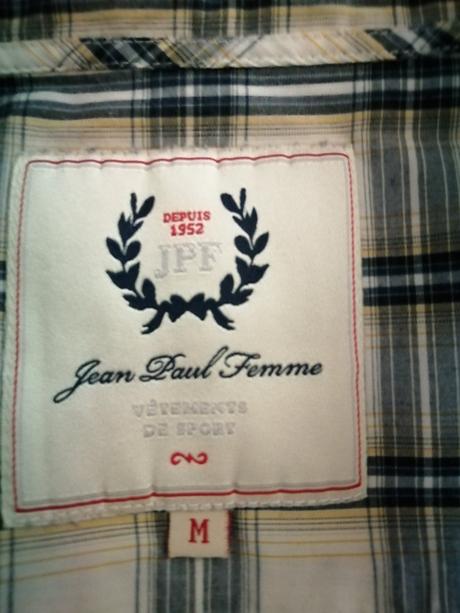 DEPUIS
1952
JPF
Jean Paul Femme
VÊTEMENTS
DE SPORT
M